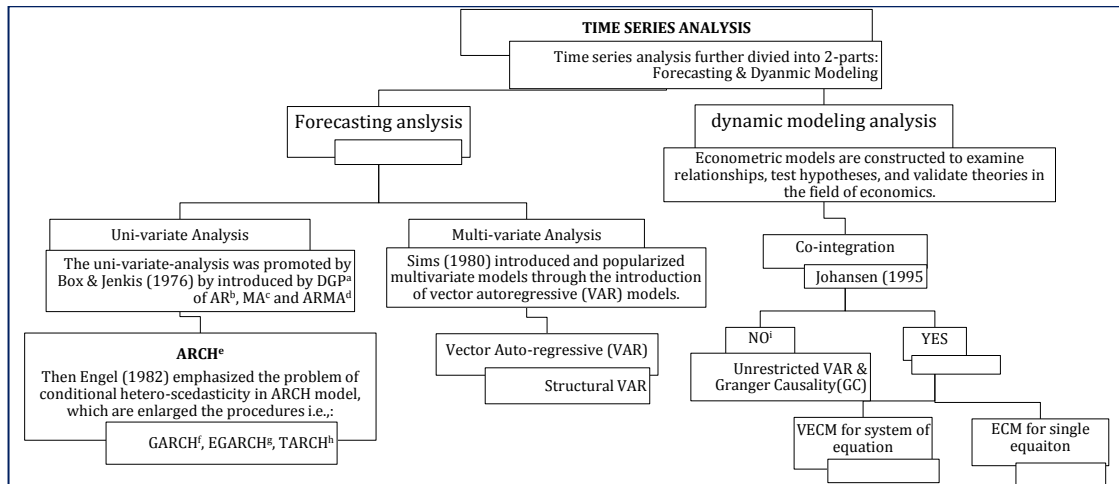 TIME SERIES ANALYSIS
Time series analysis further divied into 2-parts:
Forecasting & Dyanmic Modeling
Forecasting anslysis
dynamic modeling analysis
Econometric models are constructed to examine
relationships, test hypotheses, and validate theories in
the field of economics.
Uni-variate Analysis
The uni-variate-analysis was promoted by
Box & Jenkis (1976) by introduced by DGPᵃ
of ARᵇ, MAᶜ and ARMAᵈ
Multi-variate Analysis
Sims (1980) introduced and popularized
multivariate models through the introduction
of vector autoregressive (VAR) models.
Co-integration
Johansen (1995
ARCHᵉ
Then Engel (1982) emphasized the problem of
conditional hetero-scedasticity in ARCH model,
which are enlarged the procedures i.e.,:
GARCHᶠ, EGARCHᵍ, TARCHʰ
Vector Auto-regressive (VAR)
Structural VAR
NOⁱ
Unrestricted VAR &
Granger Causality(GC)
YES
VECM for system of
equation
ECM for single
equaiton